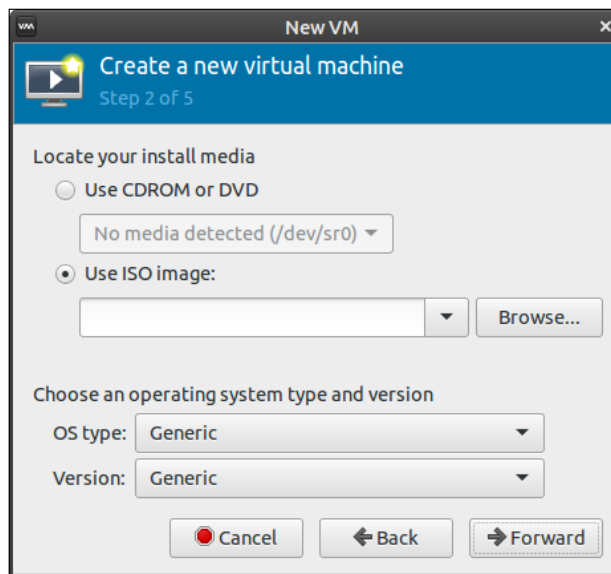 New VM
Create a new virtual machine
Step 2 of 5
Locate your install media
Use CDROM or DVD
No media detected (/dev/sr0)
Use ISO image:
Browse...
Choose an operating system type and version
OS type: Generic
Version: Generic
Cancel Back Forward